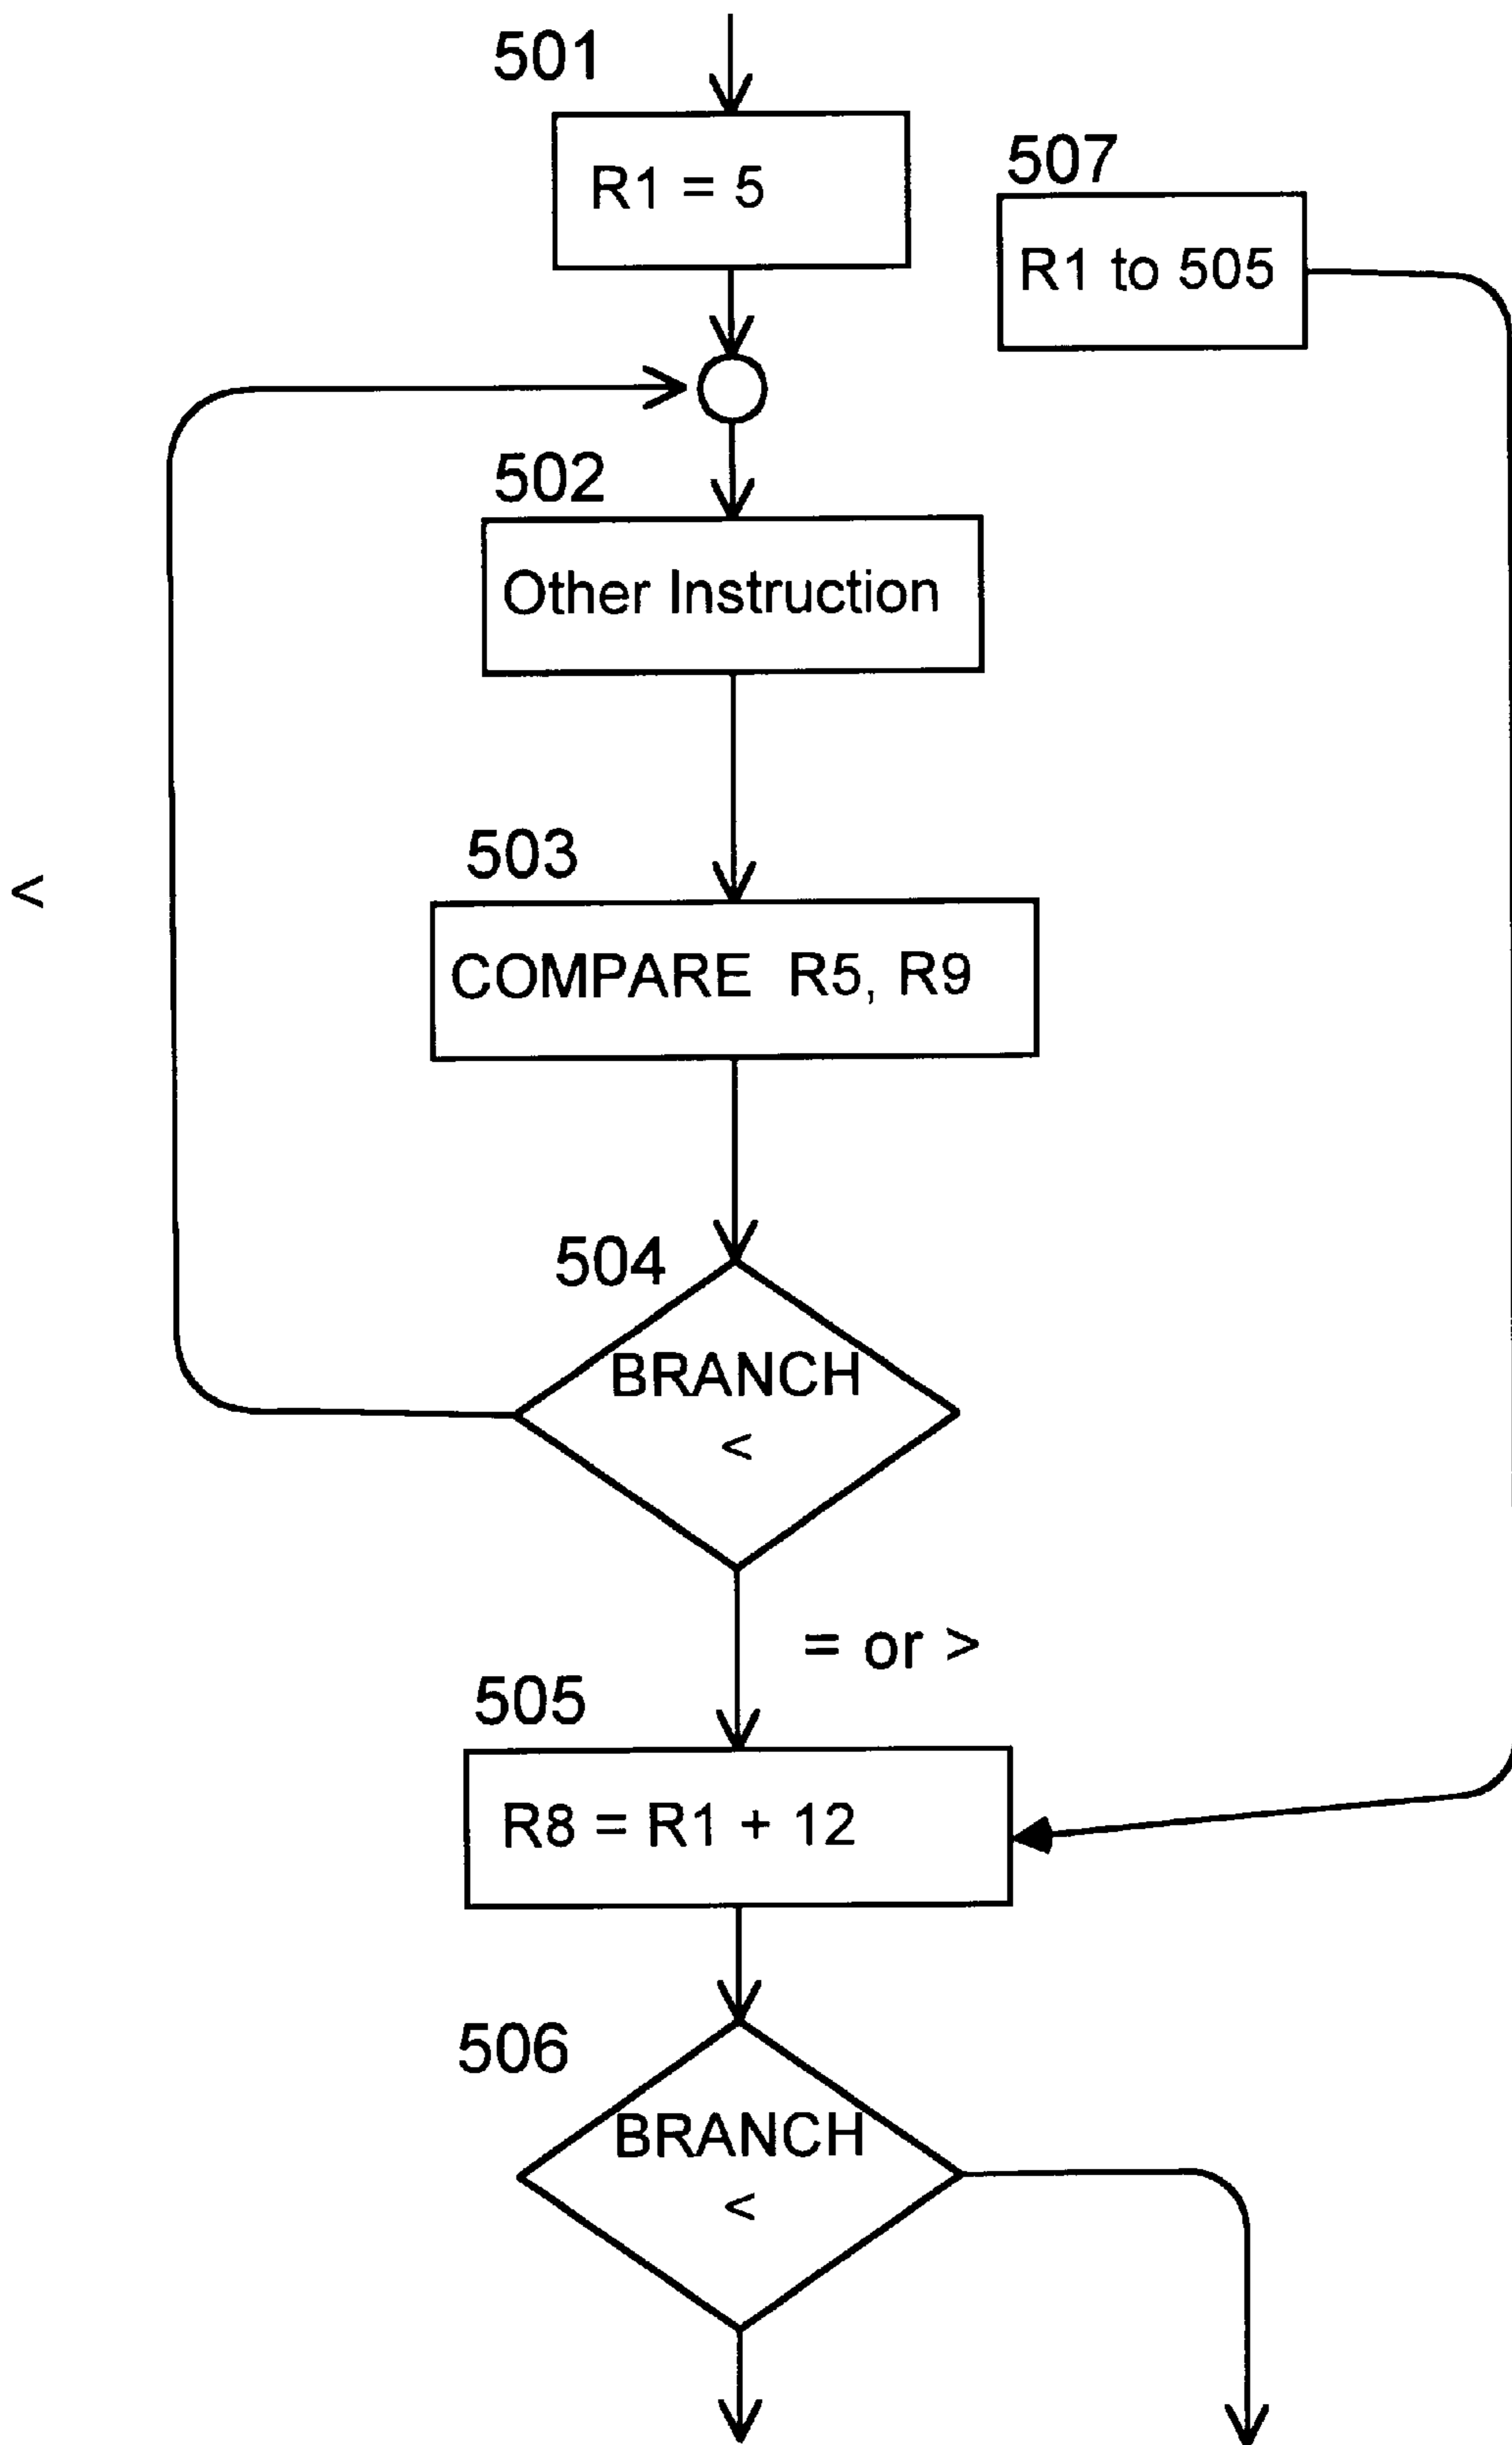 501
R1 = 5
507
R1 to 505
502
Other Instruction
503
<
COMPARE R5, R9
504
BRANCH
<
= or >
505
R8 = R1 + 12
506
BRANCH
<